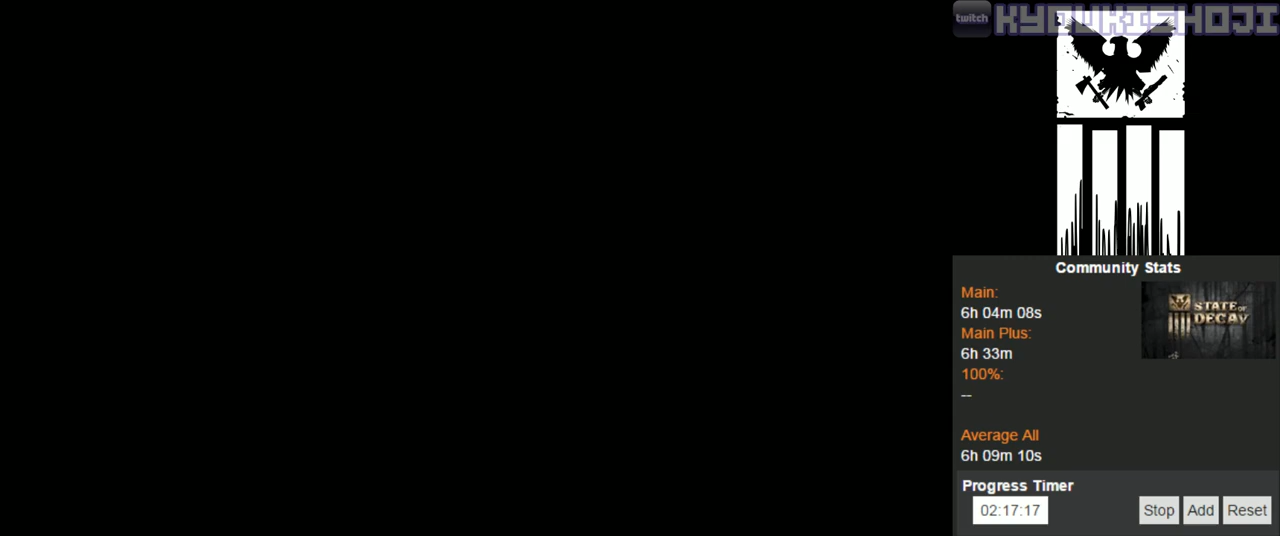 twitch KYOUKISHOJI
Community Stats
Main:
6h 04m 08s
STATE OF
DECAY
Main Plus:
6h 33m
100%:
--
Average All
6h 09m 10s
Progress Timer
02:17:17
Stop
Add
Reset